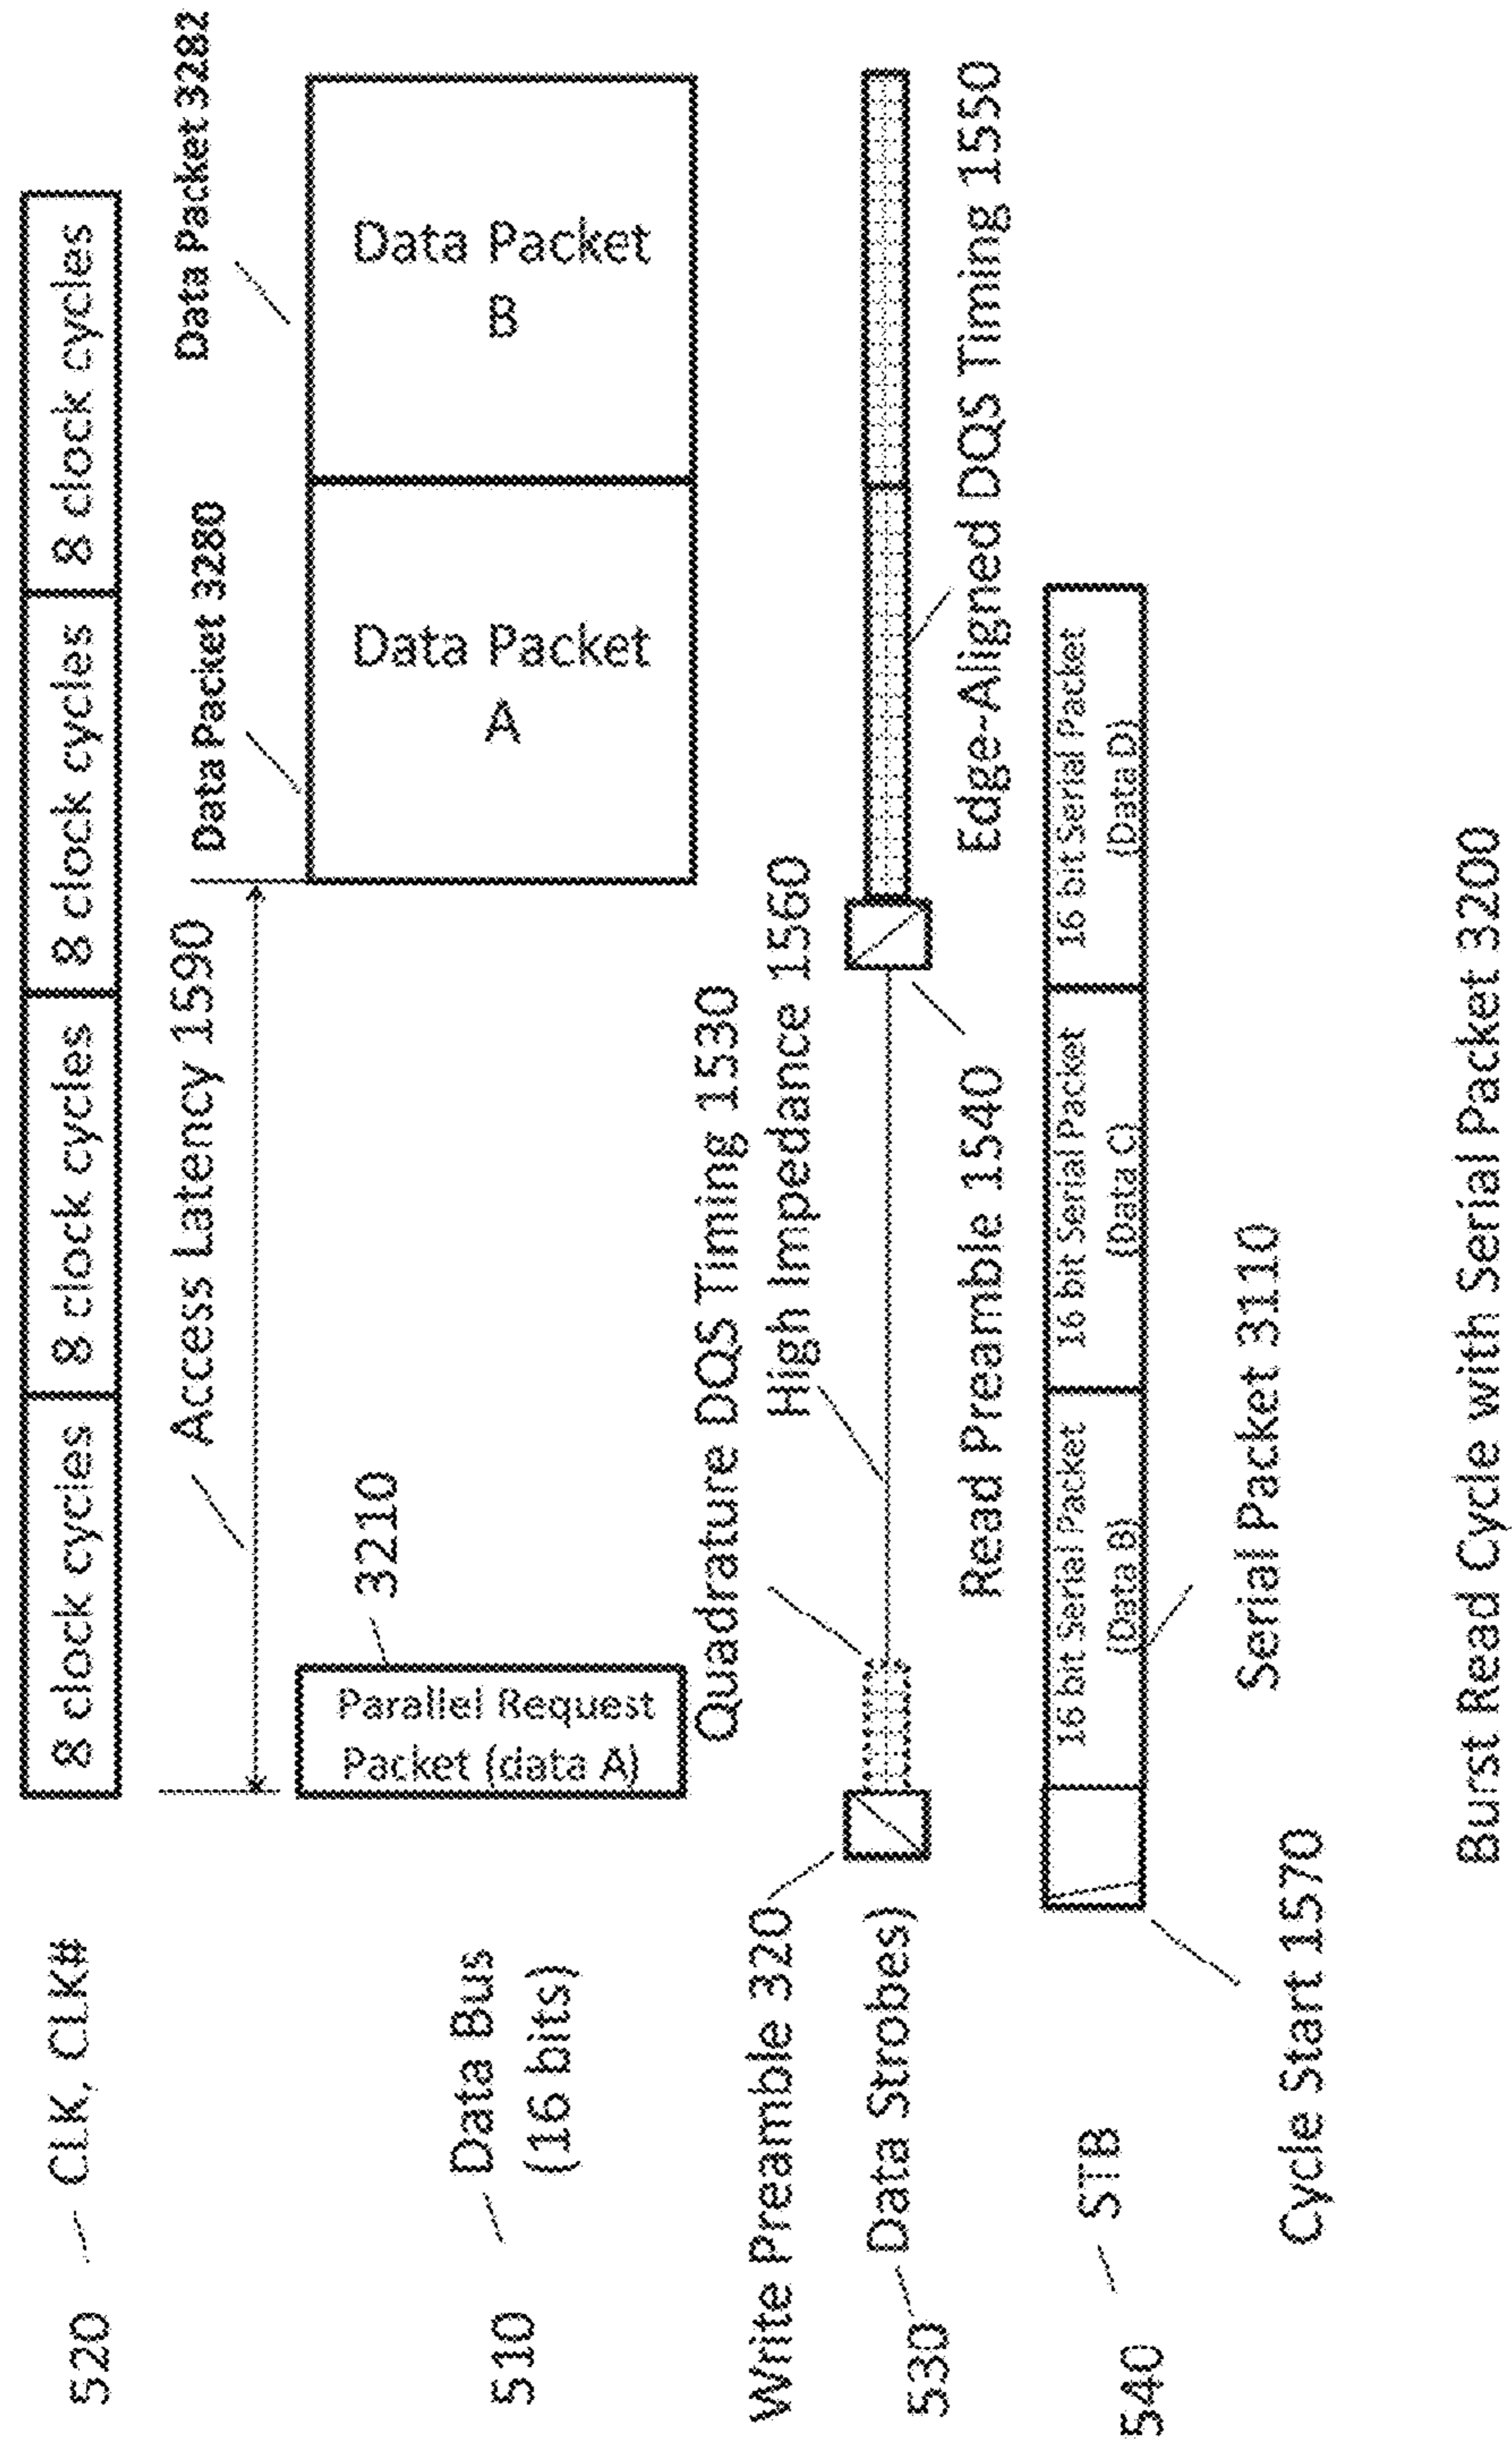 520
CLK, CLK#
8 clock cycles
8 clock cycles
8 clock cycles
8 clock cycles
Access Latency 1590
Data Packet 3280
Data Packet 3282
510
Data Bus
(16 bits)
Parallel Request
Packet (data A)
3210
Data Packet
A
Data Packet
B
Quadrature DQS Timing 1530
Write Preamble 320
High Impedance 1560
530
Data Strobes)
Read Preamble 1540
Edge-Aligned DQS Timing 1550
540
STB
16 bit Serial Packet
(Data B)
16 bit Serial Packet
(Data C)
16 bit Serial Packet
(Data D)
Serial Packet 3110
Cycle Start 1570
Burst Read Cycle with Serial Packet 3200